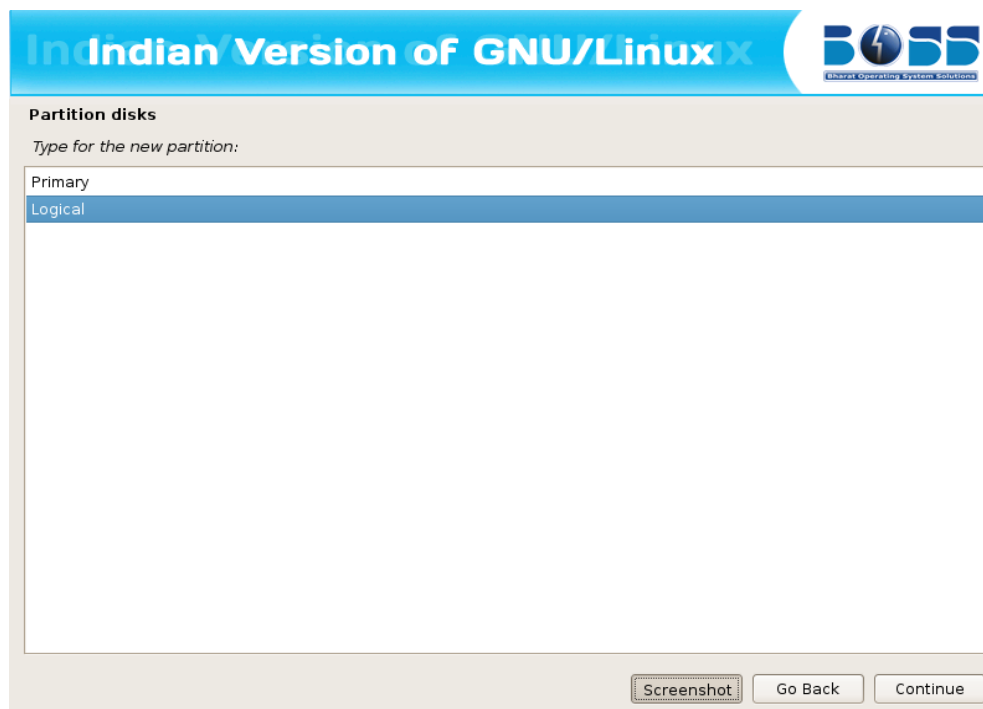 Indian Version of GNU/Linux
BOSS
Bharat Operating System Solutions
Partition disks
Type for the new partition:
Primary
Logical
Screenshot
Go Back
Continue